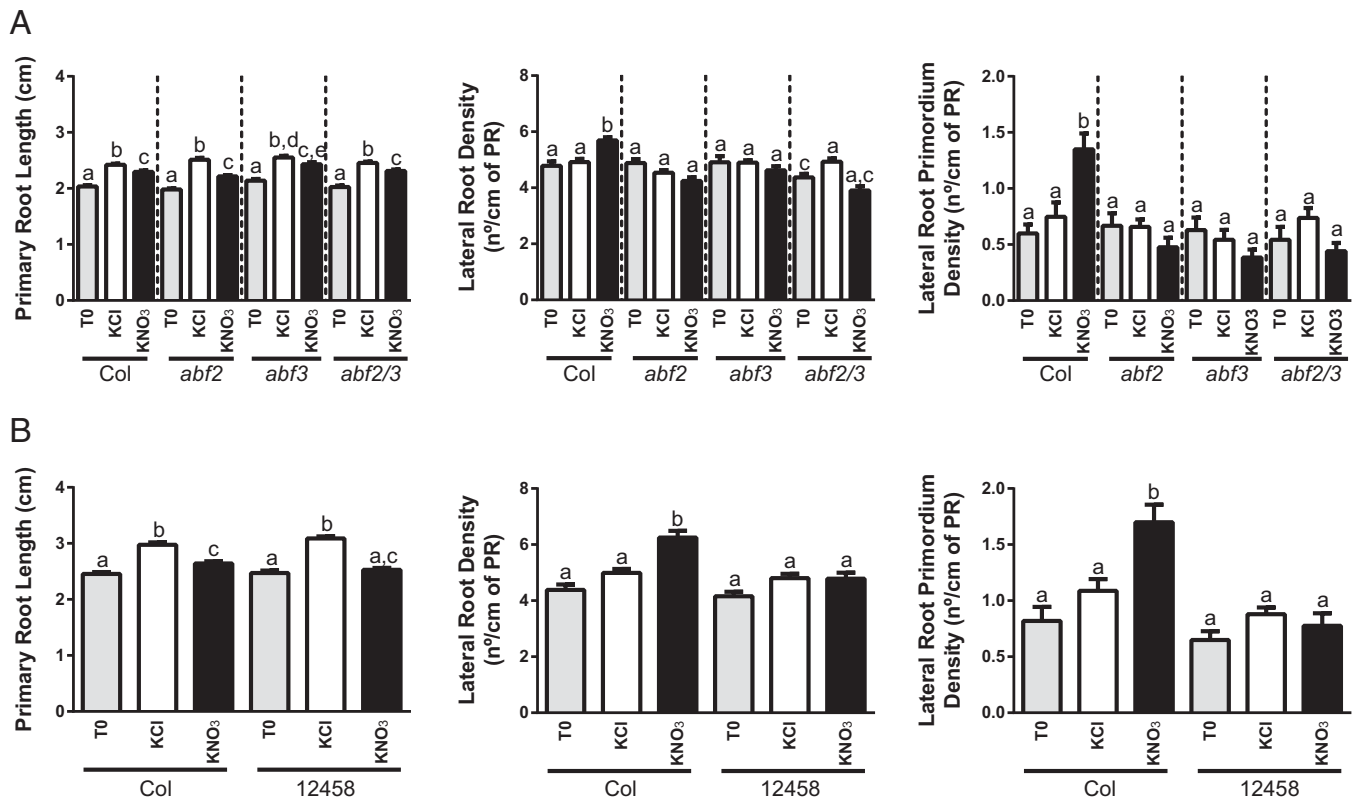 A
Primary Root Length (cm)
4
3
2
1
0
a b c a b c a b,d c,e a b c
T0 KCl KNO₃ T0 KCl KNO₃ T0 KCl KNO₃ T0 KCl KNO₃
Col abf2 abf3 abf2/3
Lateral Root Density
(nº/cm of PR)
8
6
4
2
0
a a b a a a a a a c a a,c
T0 KCl KNO₃ T0 KCl KNO₃ T0 KCl KNO₃ T0 KCl KNO₃
Col abf2 abf3 abf2/3
Lateral Root Primordium
Density (nº/cm of PR)
2.0
1.5
1.0
0.5
0.0
a a b a a a a a a a a a
T0 KCl KNO₃ T0 KCl KNO₃ T0 KCl KNO3 T0 KCl KNO3
Col abf2 abf3 abf2/3
B
Primary Root Length (cm)
4
3
2
1
0
a b c a b a,c
T0 KCl KNO₃ T0 KCl KNO₃
Col 12458
Lateral Root Density
(nº/cm of PR)
8
6
4
2
0
a a b a a a
T0 KCl KNO₃ T0 KCl KNO₃
Col 12458
Lateral Root Primordium
Density (nº/cm of PR)
2.0
1.5
1.0
0.5
0.0
a a b a a a
T0 KCl KNO₃ T0 KCl KNO₃
Col 12458